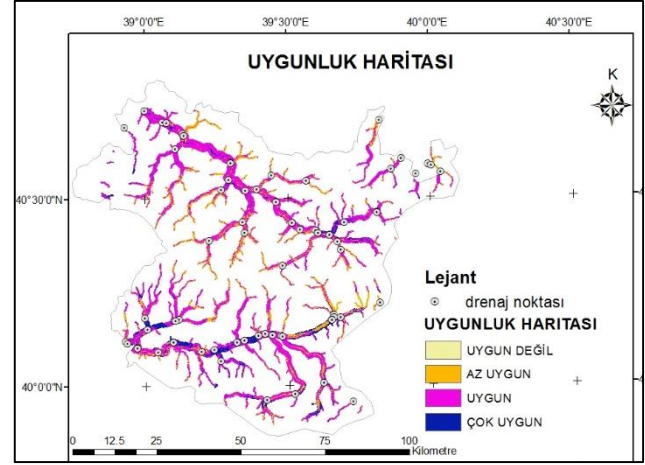 39°0'0"E 39°30'0"E 40°0'0"E 40°30'0"E
UYGUNLUK HARİTASI
K
40°30'0"N
40°0'0"N
Lejant
drenaj noktası
UYGUNLUK HARITASI
UYGUN DEĞİL
AZ UYGUN
UYGUN
ÇOK UYGUN
0 12.5 25 50 75 100
Kilometre